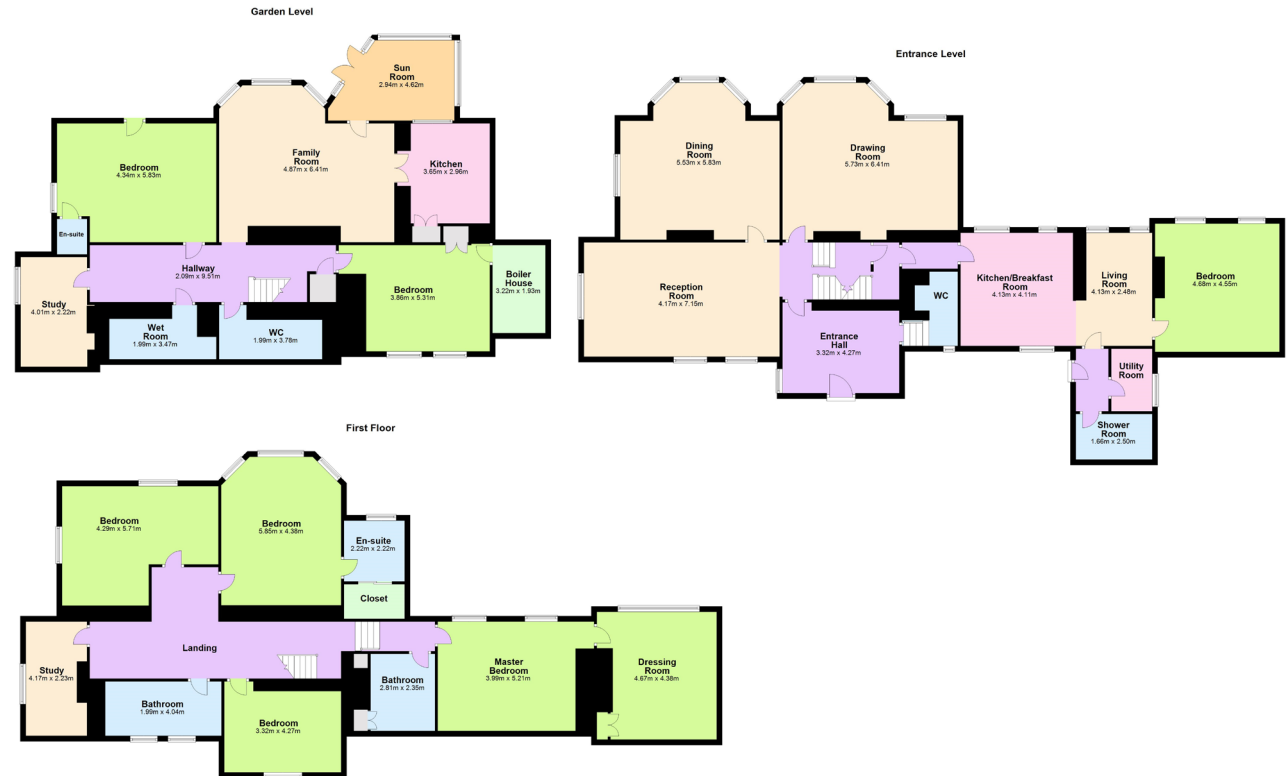 Garden Level
Sun
Room
2.94m x 4.62m
Bedroom
4.34m x 5.83m
Family
Room
4.87m x 6.41m
Kitchen
3.65m x 2.96m
En-suite
Hallway
2.09m x 9.51m
Study
4.01m x 2.22m
Bedroom
3.86m x 5.31m
Boiler
House
3.22m x 1.93m
Wet
Room
1.99m x 3.47m
WC
1.99m x 3.78m
Entrance Level
Dining
Room
5.53m x 5.83m
Drawing
Room
5.73m x 6.41m
Reception
Room
4.17m x 7.15m
Entrance
Hall
3.32m x 4.27m
WC
Kitchen/Breakfast
Room
4.13m x 4.11m
Living
Room
4.13m x 2.48m
Bedroom
4.68m x 4.55m
Utility
Room
Shower
Room
1.66m x 2.50m
First Floor
Bedroom
4.29m x 5.71m
Bedroom
5.85m x 4.38m
En-suite
2.22m x 2.22m
Closet
Landing
Study
4.17m x 2.23m
Bathroom
1.99m x 4.04m
Bedroom
3.32m x 4.27m
Bathroom
2.81m x 2.35m
Master
Bedroom
3.99m x 5.21m
Dressing
Room
4.67m x 4.38m